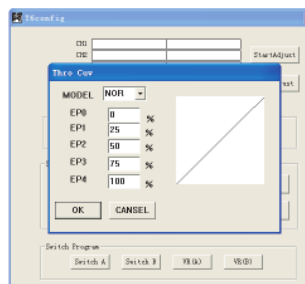 T6config
CH1
CH2
StartAdjust
Thro Cuv
MODEL NOR
EP0 0 %
EP1 25 %
EP2 50 %
EP3 75 %
EP4 100 %
OK CANSEL
Switch Program
Switch A Switch B VR(A) VR(B)